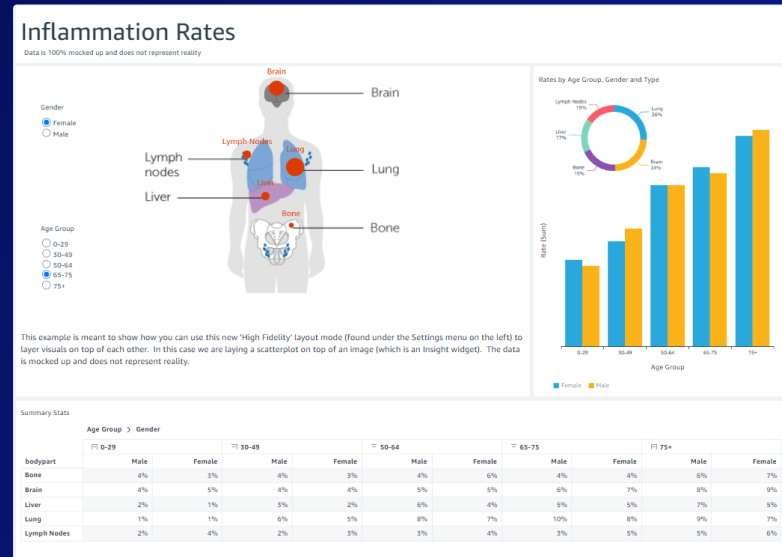 Inflammation Rates
Data is 100% mocked up and does not represent reality
Gender
Female
Male
Age Group
0-29
30-49
50-64
65-75
75+
Brain
Brain
Lymph Nodes
Lung
Lymph
nodes
Lung
Liver
Liver
Bone
Bone
This example is meant to show how you can use this new 'High Fidelity' layout mode (found under the Settings menu on the left) to
layer visuals on top of each other. In this case we are laying a scatterplot on top of an image (which is an Insight widget). The data
is mocked up and does not represent reality.
Rates by Age Group, Gender and Type
Lymph Nodes
15%
Lung
26%
Liver
17%
Bone
19%
Brain
24%
Rate (Sum)
0-29 30-49 50-64 65-75 75+
Age Group
Female Male
Summary Stats
Age Group > Gender
0-29 30-49 50-64 65-75 75+
bodypart Male Female Male Female Male Female Male Female Male Female
Bone 4% 3% 4% 3% 4% 6% 4% 4% 6% 7%
Brain 4% 5% 4% 4% 5% 5% 6% 7% 8% 9%
Liver 2% 1% 3% 2% 6% 4% 5% 5% 7% 5%
Lung 1% 1% 6% 5% 8% 7% 10% 8% 9% 7%
Lymph Nodes 2% 4% 2% 3% 3% 4% 3% 5% 5% 6%